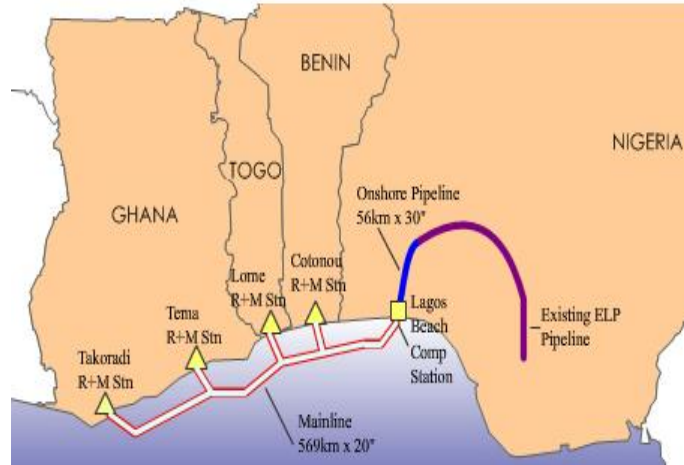 BENIN
NIGERIA
TOGO
Onshore Pipeline
56km x 30"
GHANA
Lome
R+M Stn
Cotonou
R+M Stn
Tema
R+M Stn
Lagos
Beach
Comp
Station
Existing ELP
Pipeline
Takoradi
R+M Stn
Mainline
569km x 20"